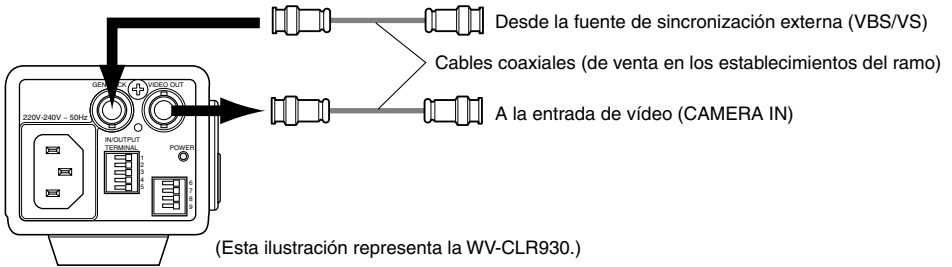 Desde la fuente de sincronización externa (VBS/VS)
Cables coaxiales (de venta en los establecimientos del ramo)
A la entrada de vídeo (CAMERA IN)
GEN-LOCK
VIDEO OUT
220V-240V ~ 50Hz
IN/OUTPUT
TERMINAL
POWER
1
2
3
4
5
6
7
8
9
(Esta ilustración representa la WV-CLR930.)